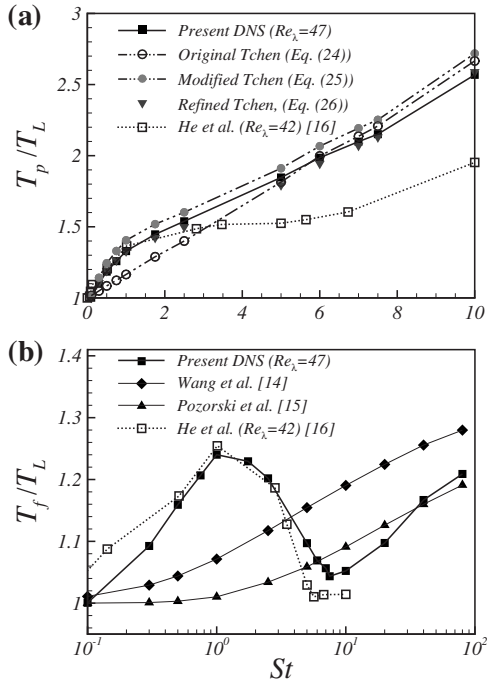 (a)
3
2.5
2
1.5
1
T_p/T_L
Present DNS (Re_λ=47)
Original Tchen (Eq. (24))
Modified Tchen (Eq. (25))
Refined Tchen, (Eq. (26))
He et al. (Re_λ=42) [16]
0 2 4 6 8 10
(b)
1.4
1.3
1.2
1.1
1
T_f/T_L
Present DNS (Re_λ=47)
Wang et al. [14]
Pozorski et al. [15]
He et al. (Re_λ=42) [16]
10^-1 10^0 10^1 10^2
St